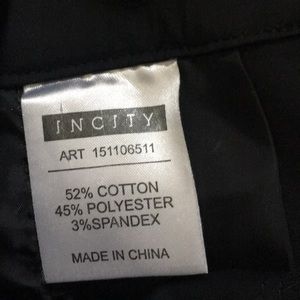 INCITY
ART 151106511
52% COTTON
45% POLYESTER
3%SPANDEX
MADE IN CHINA